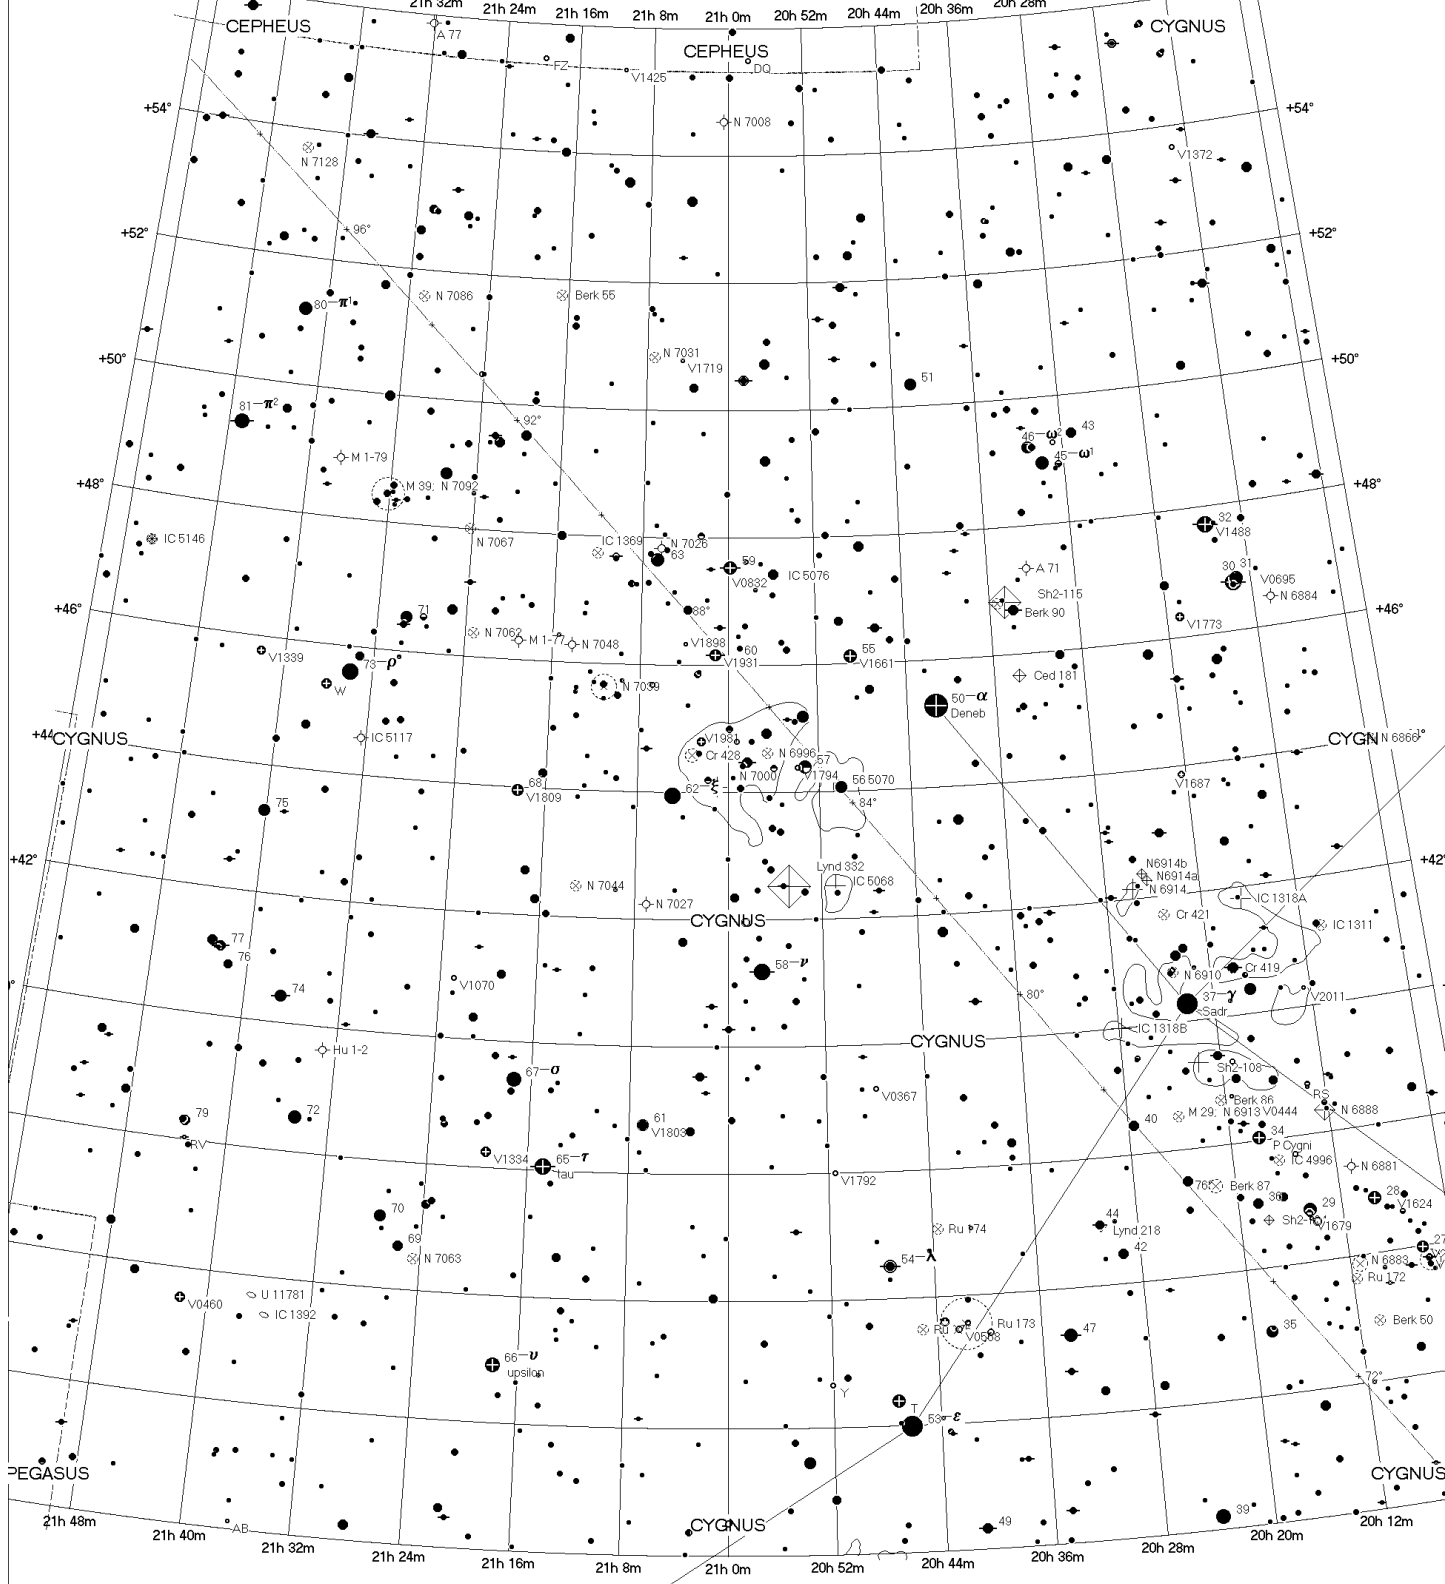 21h 32m 21h 24m 21h 16m 21h 8m 21h 0m 20h 52m 20h 44m 20h 36m 20h 28m
CEPHEUS A 77 CYGNUS
CEPHEUS
FZ V1425 DQ
+54° N 7008 +54°
N 7128 V1372
+52° 96° +52°
80-π¹ N 7086 Berk 55
+50° N 7031 +50°
V1719
51
81-π²
92°
46-ω² 43
45-ω¹
M 1-79
+48° M 39; N 7092 +48°
32
V1488
IC 5146 N 7067 IC 1369 N 7026
63 59 IC 5076
V0832
A 71 30 31 V0695
N 6884
Sh2-115
Berk 90
+46° 71 88° +46°
V1773
N 7062 M 1-77 N 7048 V1898 60
V1931
55
V1661
V1339 73-ρ
W N 7039 Ced 181
50-α
Deneb
+44° CYGNUS IC 5117 V1981 CYGN N 6866
Cr 428 N 6996 57
N 7000 V1794
56 5070
V1687
68
V1809
62-ξ 84°
75
+42° Lynd 332 +42°
IC 5068
N6914b
N6914a
N 6914
N 7044 N 7027 IC 1318A
CYGNUS Cr 421 IC 1311
77
76
58-ν Cr 419
N 6910
V1070 80° 37-γ
Sadr
V2011
74
IC 1318B
Hu 1-2 CYGNUS
67-σ Sh2-108
V0367 RS
Berk 86
79 72 61
V1803
40 M 29; N 6913 V0444 N 6888
34
P Cygni
RV V1334 65-τ
tau
IC 4996 N 6881
V1792 Berk 87
28
V1624
36 29
V1679
70 44
Lynd 218
Ru 174
69 42 27
N 7063 54-λ N 6883
Ru 172
U 11781
V0460 IC 1392
Berk 50
Ru 173
V0568
47 35
66-υ
upsilon
72°
Y
T
53-ε
PEGASUS CYGNUS
21h 48m AB CYGNUS 49 39
21h 40m 21h 32m 21h 24m 21h 16m 21h 8m 21h 0m 20h 52m 20h 44m 20h 36m 20h 28m 20h 20m 20h 12m